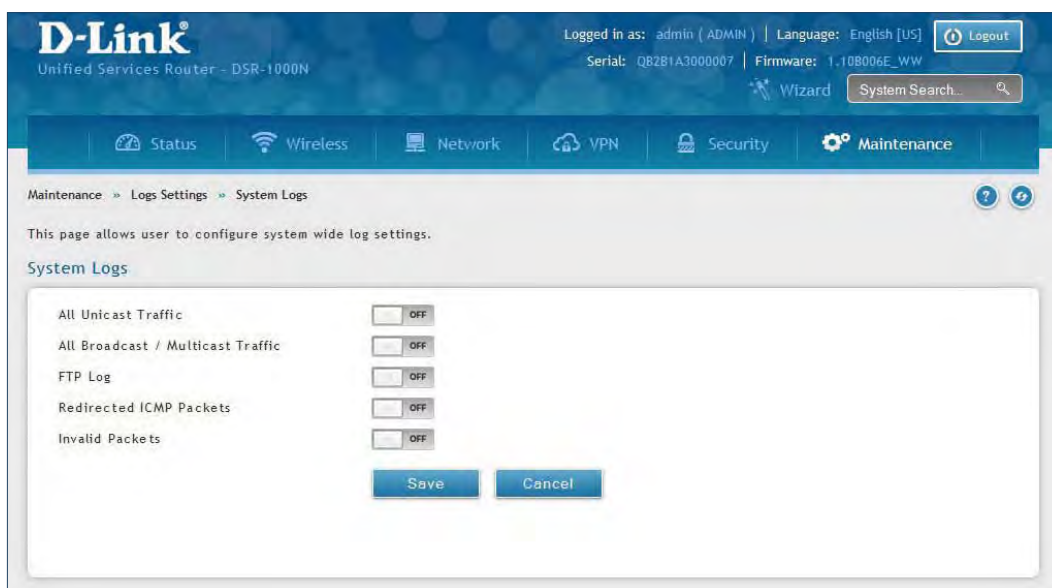 D-Link
Unified Services Router - DSR-1000N
Logged in as: admin ( ADMIN ) | Language: English [US]
Logout
Serial: QB2B1A3000007 | Firmware: 1.10B006E_WW
Wizard
System Search...
Status
Wireless
Network
VPN
Security
Maintenance
Maintenance » Logs Settings » System Logs
This page allows user to configure system wide log settings.
System Logs
All Unicast Traffic OFF
All Broadcast / Multicast Traffic OFF
FTP Log OFF
Redirected ICMP Packets OFF
Invalid Packets OFF
Save Cancel